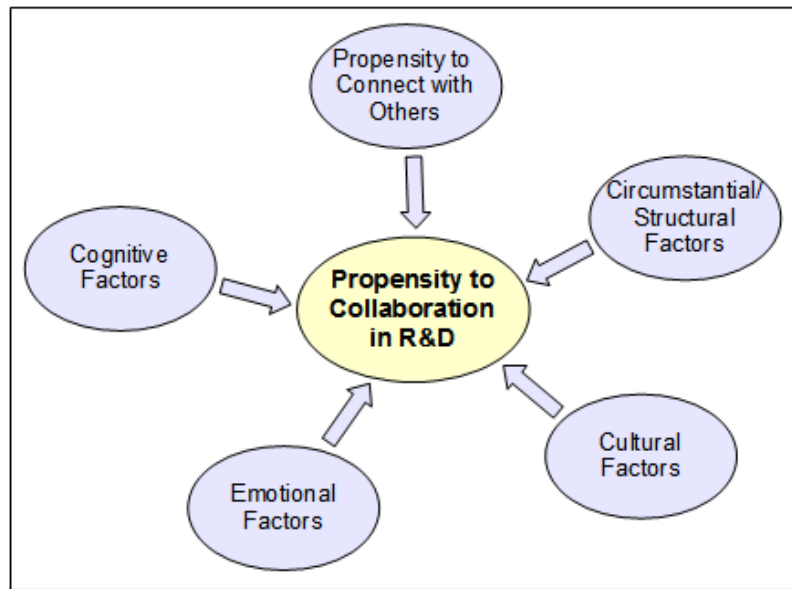 Propensity to
Connect with
Others
Circumstantial/
Structural
Factors
Cognitive
Factors
Propensity to
Collaboration
in R&D
Cultural
Factors
Emotional
Factors